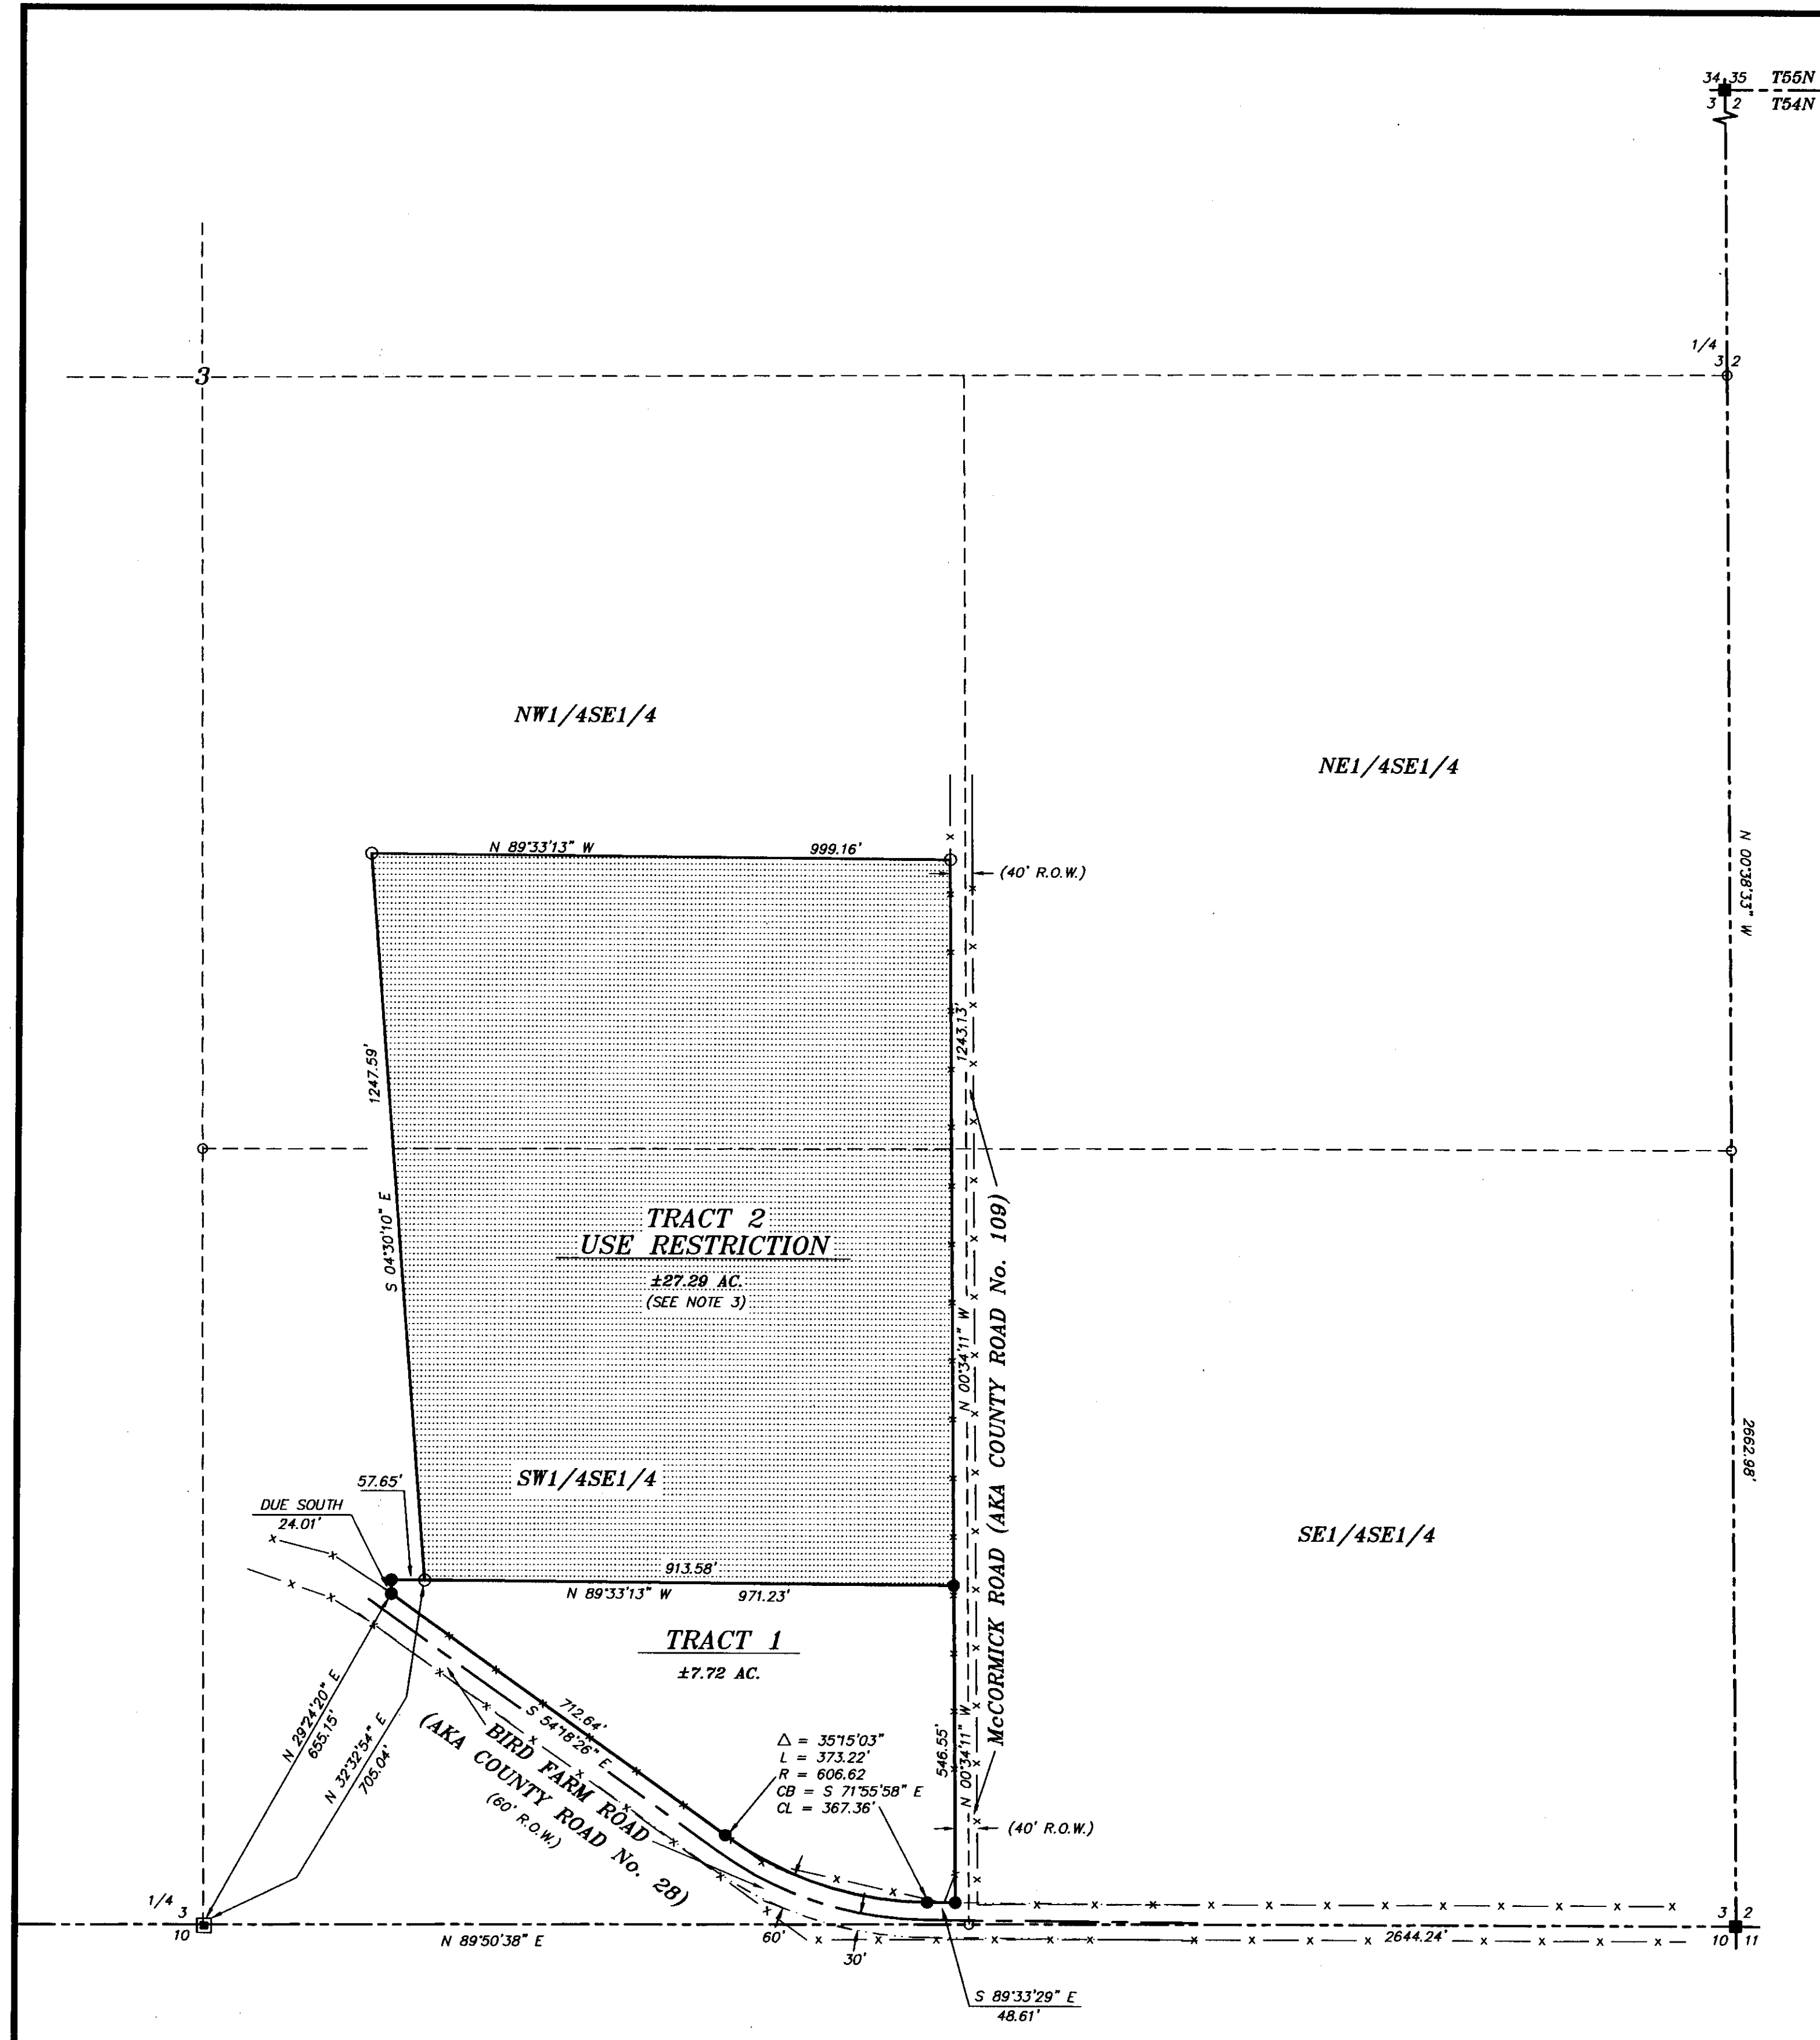 34 35 T55N
3 2 T54N
1/4
3 2
3
NW1/4SE1/4
NE1/4SE1/4
N 89°33'13" W 999.16'
(40' R.O.W.)
N 00°38'33" W
1247.59'
1243.13'
S 04°30'10" E
TRACT 2
USE RESTRICTION
±27.29 AC.
(SEE NOTE 3)
N 00°34'11" W
McCORMICK ROAD (AKA COUNTY ROAD No. 109)
2662.98'
SW1/4SE1/4
57.65'
DUE SOUTH
24.01'
SE1/4SE1/4
913.58'
N 89°33'13" W 971.23'
TRACT 1
±7.72 AC.
N 29°24'20" E
655.15'
N 32°32'54" E
705.04'
712.64'
S 54°18'26" E
BIRD FARM ROAD
(AKA COUNTY ROAD No. 28)
(60' R.O.W.)
Δ = 35°15'03"
L = 373.22'
R = 606.62
CB = S 71°55'58" E
CL = 367.36'
546.55'
N 00°34'11" W
(40' R.O.W.)
1/4
3
10
N 89°50'38" E
60'
30'
2644.24'
3 2
10 11
S 89°33'29" E
48.61'